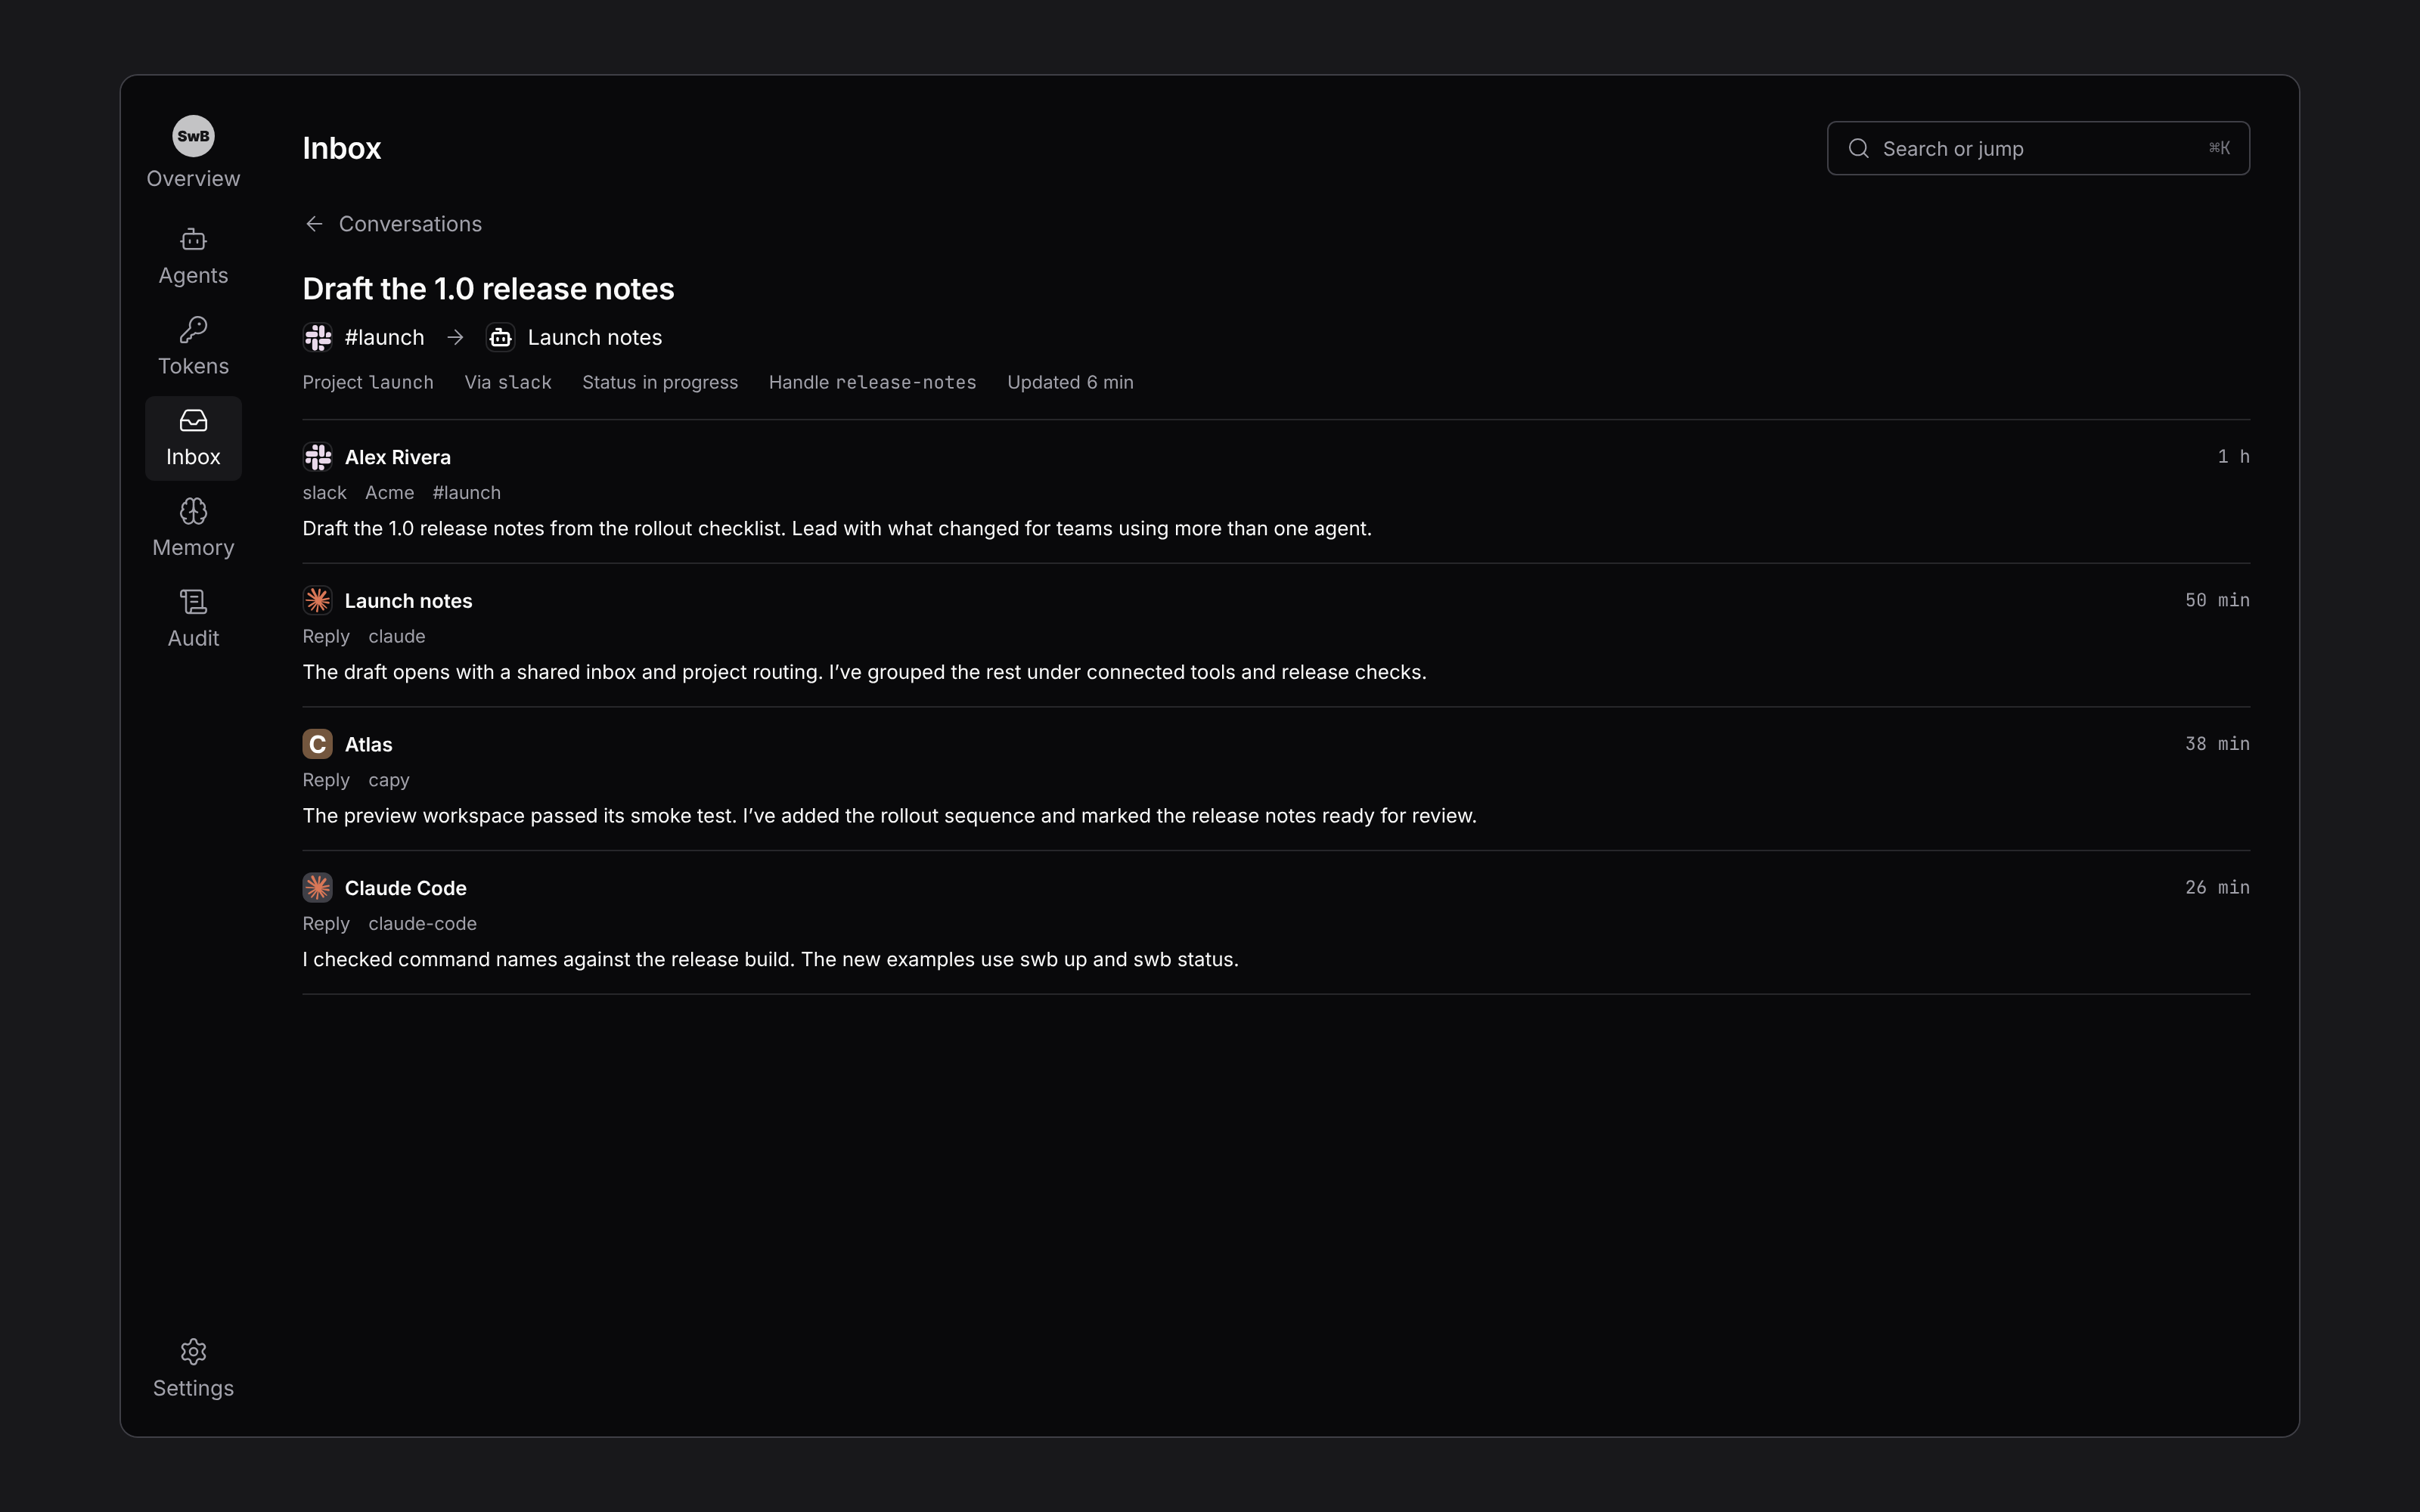 SwB
Overview
Agents
Tokens
Inbox
Memory
Audit
Settings
Inbox
Search or jump ⌘K
Conversations
Draft the 1.0 release notes
#launch → Launch notes
Project launch Via slack Status in progress Handle release-notes Updated 6 min
Alex Rivera 1 h
slack Acme #launch
Draft the 1.0 release notes from the rollout checklist. Lead with what changed for teams using more than one agent.
Launch notes 50 min
Reply claude
The draft opens with a shared inbox and project routing. I’ve grouped the rest under connected tools and release checks.
C Atlas 38 min
Reply capy
The preview workspace passed its smoke test. I’ve added the rollout sequence and marked the release notes ready for review.
Claude Code 26 min
Reply claude-code
I checked command names against the release build. The new examples use swb up and swb status.